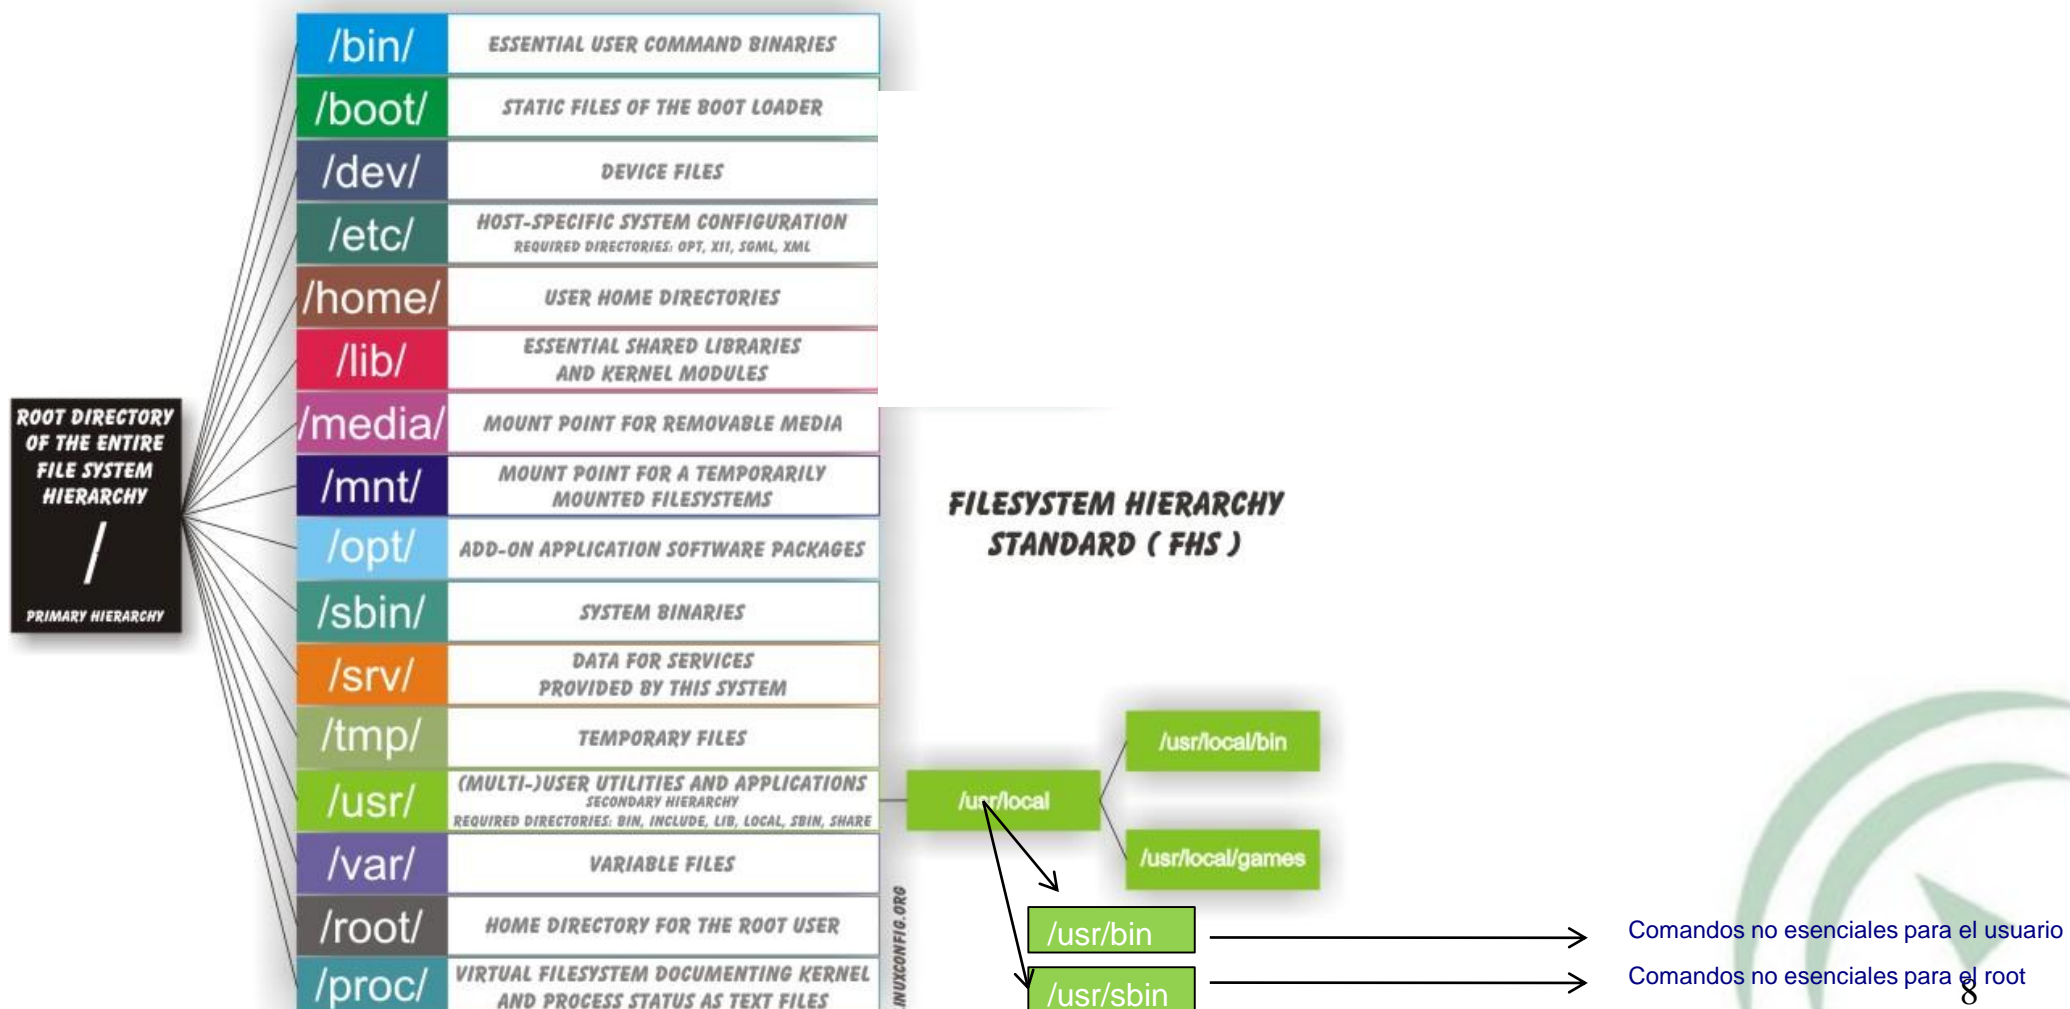 /bin/
ESSENTIAL USER COMMAND BINARIES
/boot/
STATIC FILES OF THE BOOT LOADER
/dev/
DEVICE FILES
/etc/
HOST-SPECIFIC SYSTEM CONFIGURATION
REQUIRED DIRECTORIES: OPT, X11, SGML, XML
/home/
USER HOME DIRECTORIES
/lib/
ESSENTIAL SHARED LIBRARIES
AND KERNEL MODULES
/media/
MOUNT POINT FOR REMOVABLE MEDIA
ROOT DIRECTORY
OF THE ENTIRE
FILE SYSTEM
HIERARCHY
/
PRIMARY HIERARCHY
/mnt/
MOUNT POINT FOR A TEMPORARILY
MOUNTED FILESYSTEMS
FILESYSTEM HIERARCHY
STANDARD ( FHS )
/opt/
ADD-ON APPLICATION SOFTWARE PACKAGES
/sbin/
SYSTEM BINARIES
/srv/
DATA FOR SERVICES
PROVIDED BY THIS SYSTEM
/tmp/
TEMPORARY FILES
/usr/
(MULTI-)USER UTILITIES AND APPLICATIONS
SECONDARY HIERARCHY
REQUIRED DIRECTORIES: BIN, INCLUDE, LIB, LOCAL, SBIN, SHARE
/usr/local
/usr/local/bin
/usr/local/games
/var/
VARIABLE FILES
/root/
HOME DIRECTORY FOR THE ROOT USER
/proc/
VIRTUAL FILESYSTEM DOCUMENTING KERNEL
AND PROCESS STATUS AS TEXT FILES
INUXCONFIG.ORG
/usr/bin
Comandos no esenciales para el usuario
/usr/sbin
Comandos no esenciales para el root
8